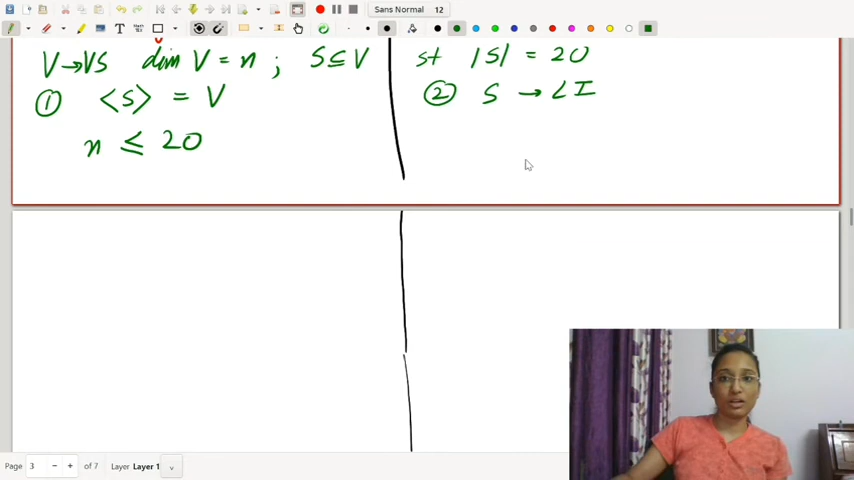 Sans Normal 12
V→VS dim V = n ; S⊆V st |S| = 20
① <S> = V
② S → LI
n ≤ 20
Page 3 - + of 7 Layer Layer 1